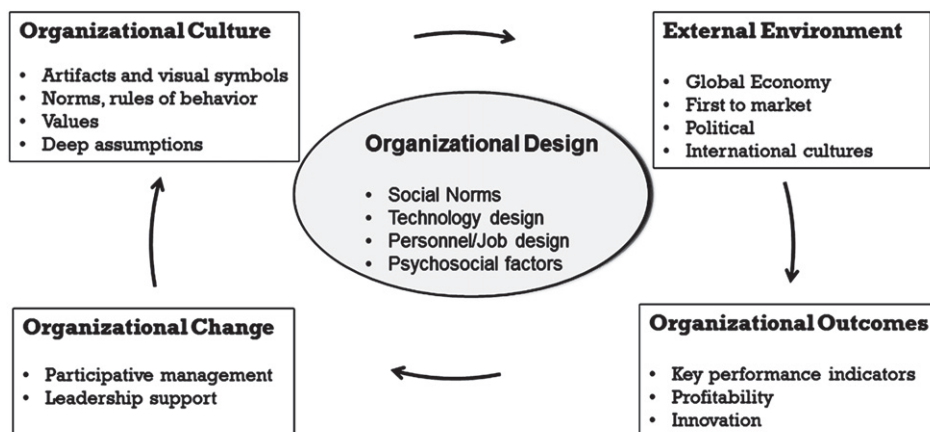 Organizational Culture
• Artifacts and visual symbols
• Norms, rules of behavior
• Values
• Deep assumptions
External Environment
• Global Economy
• First to market
• Political
• International cultures
Organizational Design
• Social Norms
• Technology design
• Personnel/Job design
• Psychosocial factors
Organizational Change
• Participative management
• Leadership support
Organizational Outcomes
• Key performance indicators
• Profitability
• Innovation